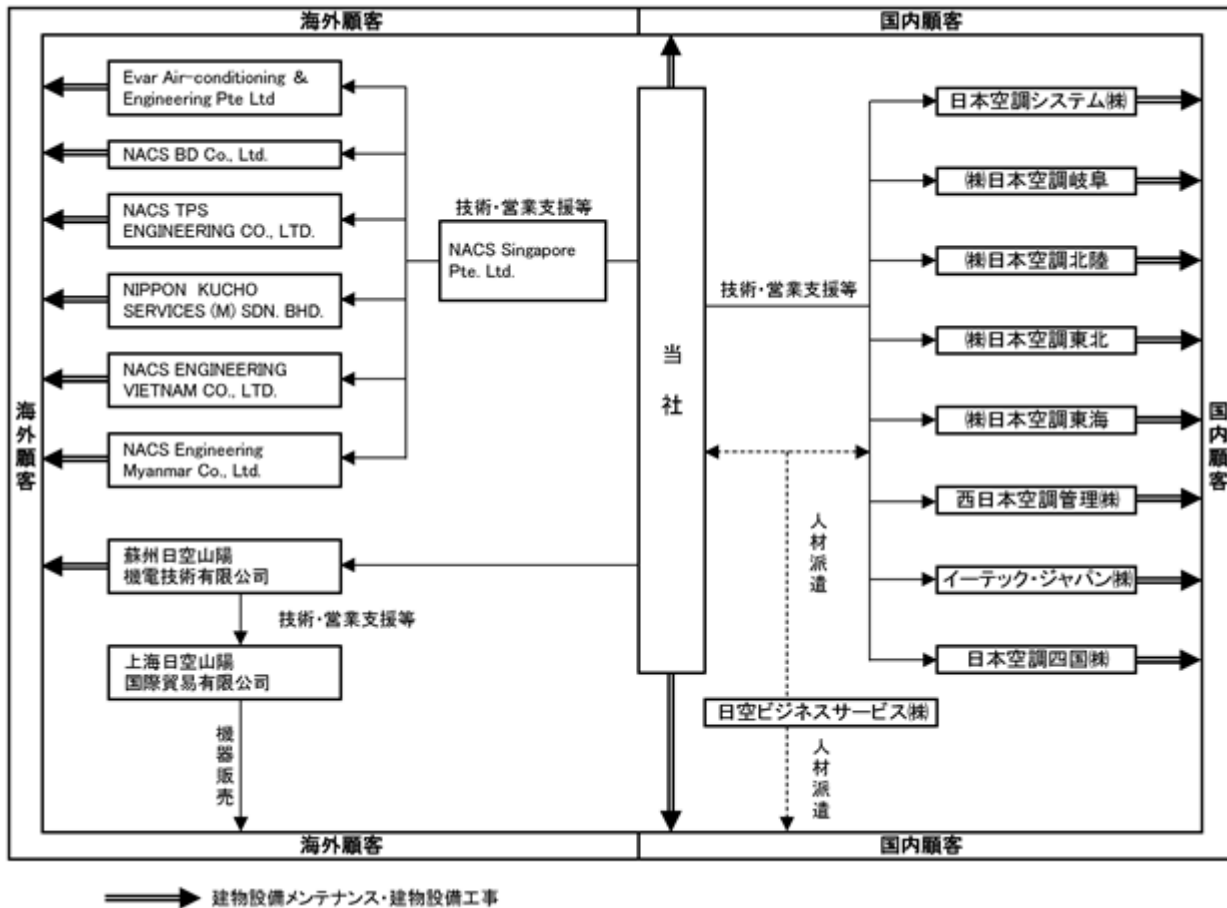 海外顧客
国内顧客
Evar Air-conditioning &
Engineering Pte Ltd
NACS BD Co., Ltd.
NACS TPS
ENGINEERING CO., LTD.
NIPPON KUCHO
SERVICES (M) SDN. BHD.
NACS ENGINEERING
VIETNAM CO., LTD.
NACS Engineering
Myanmar Co., Ltd.
蘇州日空山陽
機電技術有限公司
技術・営業支援等
上海日空山陽
国際貿易有限公司
機器販売
海外顧客
技術・営業支援等
NACS Singapore
Pte. Ltd.
当社
技術・営業支援等
日本空調システム㈱
㈱日本空調岐阜
㈱日本空調北陸
㈱日本空調東北
㈱日本空調東海
西日本空調管理㈱
イーテック・ジャパン㈱
日本空調四国㈱
人材派遣
日空ビジネスサービス㈱
人材派遣
国内顧客
海外顧客
国内顧客
建物設備メンテナンス・建物設備工事